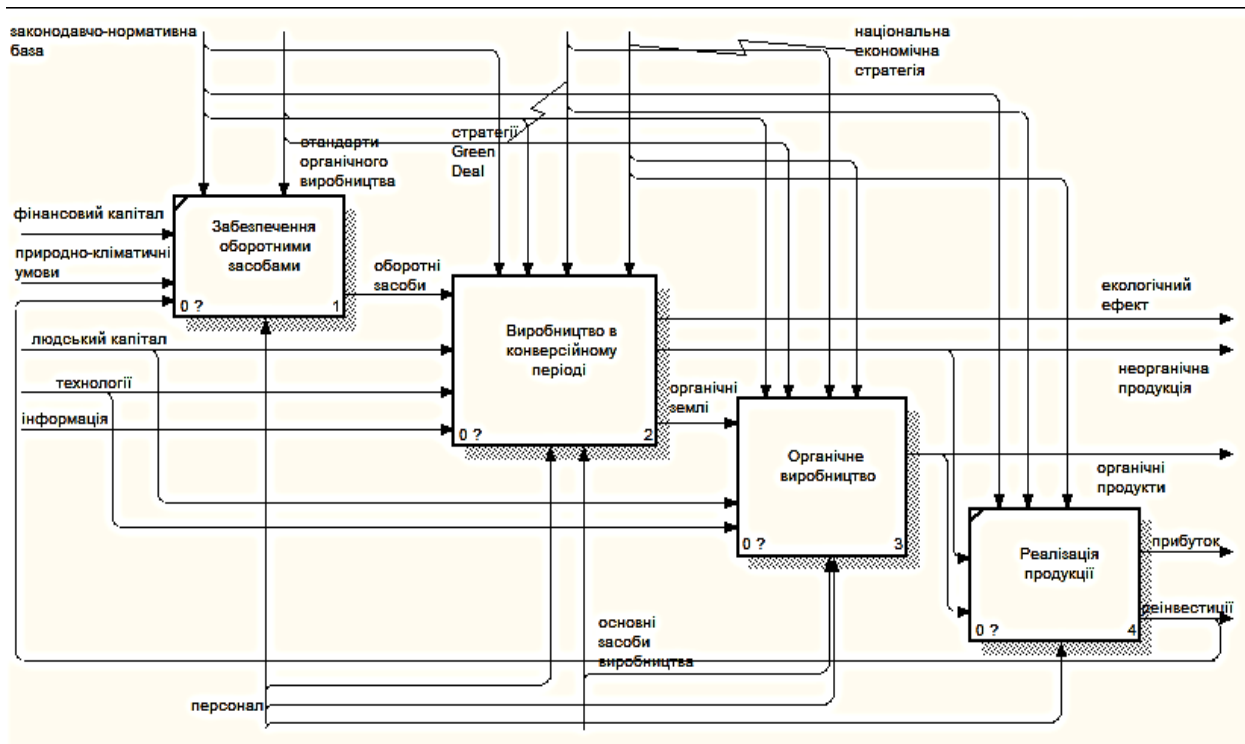 законодавчо-нормативна
база
національна
економічна
стратегія
стандарти
органічного
виробництва
стратегії
Green
Deal
фінансовий капітал
природно-кліматичні
умови
Забезпечення
оборотними
засобами
0 ?
1
оборотні
засоби
людський капітал
технології
інформація
Виробництво в
конверсійному
періоді
0 ?
2
екологічний
ефект
неорганічна
продукція
органічні
землі
Органічне
виробництво
0 ?
3
органічні
продукти
Реалізація
продукції
0 ?
4
прибуток
реінвестиції
основні
засоби
виробництва
персонал